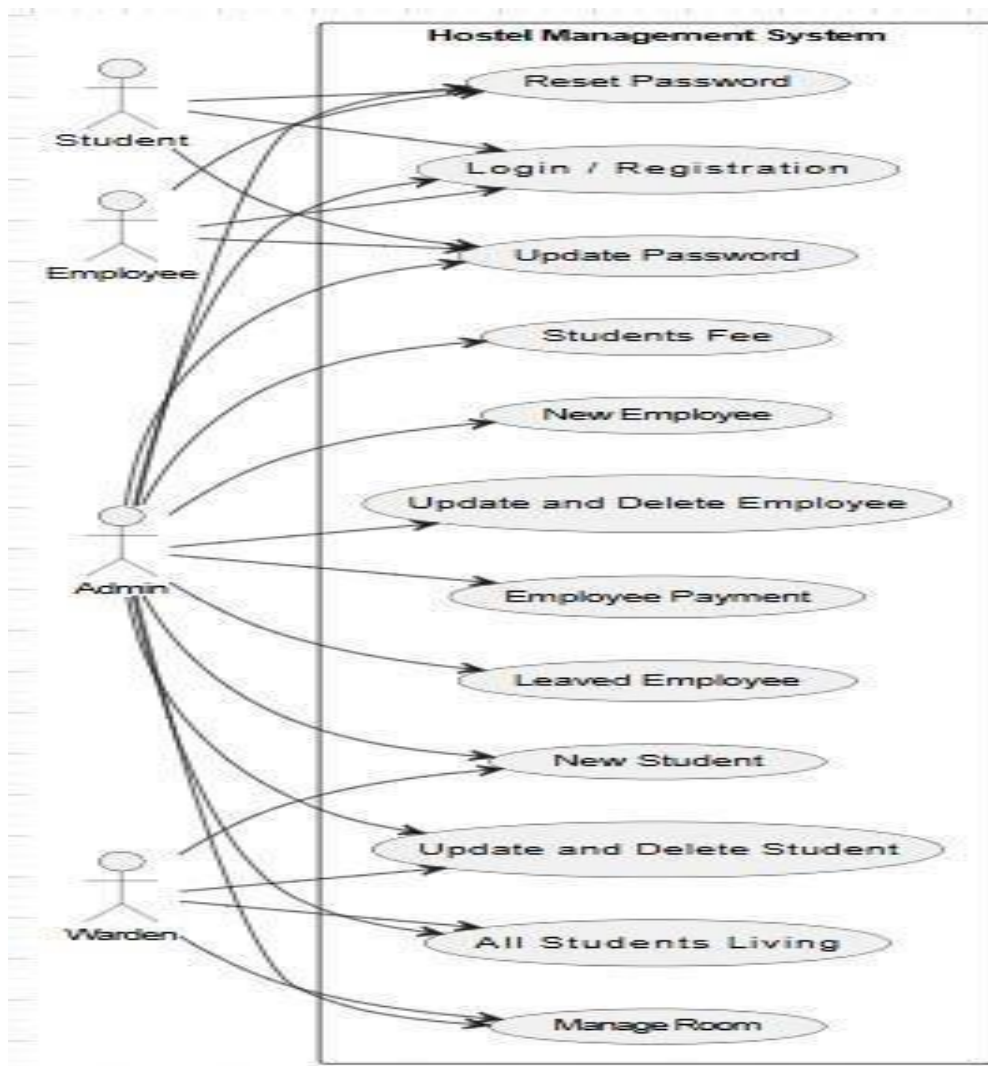 Hostel Management System
Reset Password
Student
Login / Registration
Employee
Update Password
Students Fee
New Employee
Update and Delete Employee
Admin
Employee Payment
Leaved Employee
New Student
Update and Delete Student
Warden
All Students Living
Manage Room